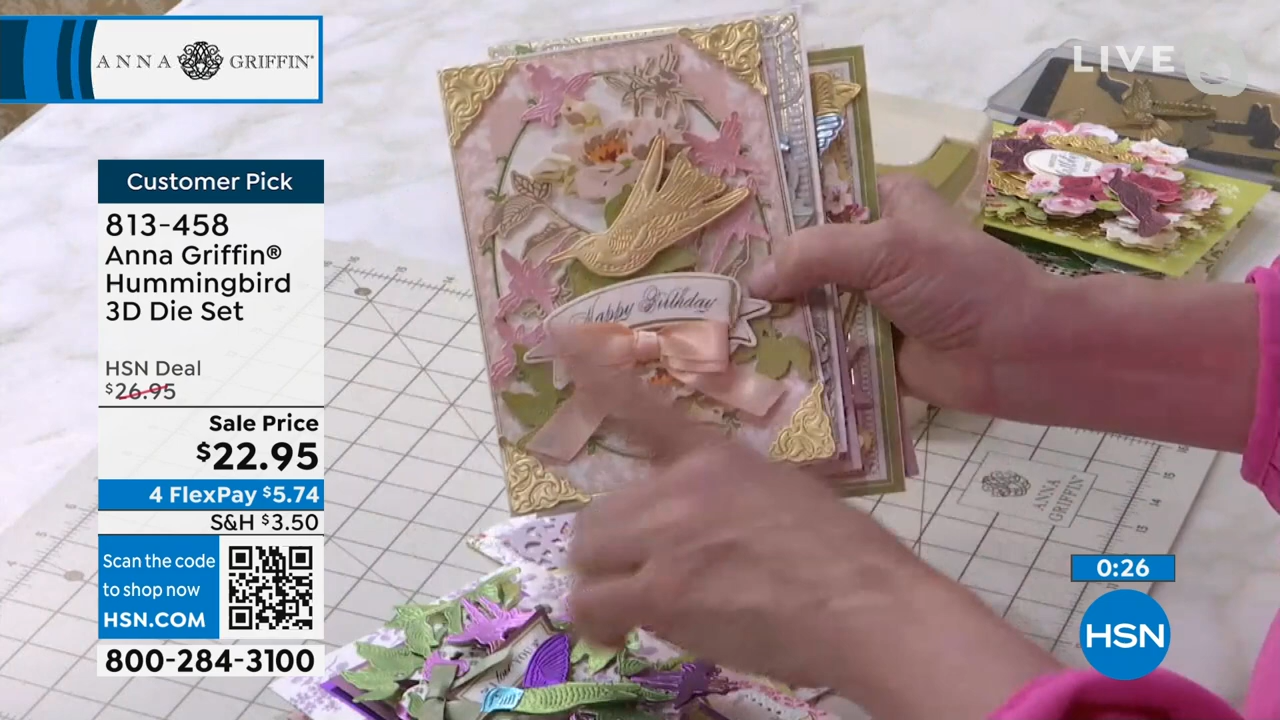 ANNA GRIFFIN®
LIVE
Customer Pick
813-458
Anna Griffin®
Hummingbird
3D Die Set
HSN Deal
$26.95
Sale Price
$22.95
4 FlexPay $5.74
S&H $3.50
Scan the code
to shop now
HSN.COM
800-284-3100
Happy Birthday
ANNA
GRIFFIN
0:26
HSN